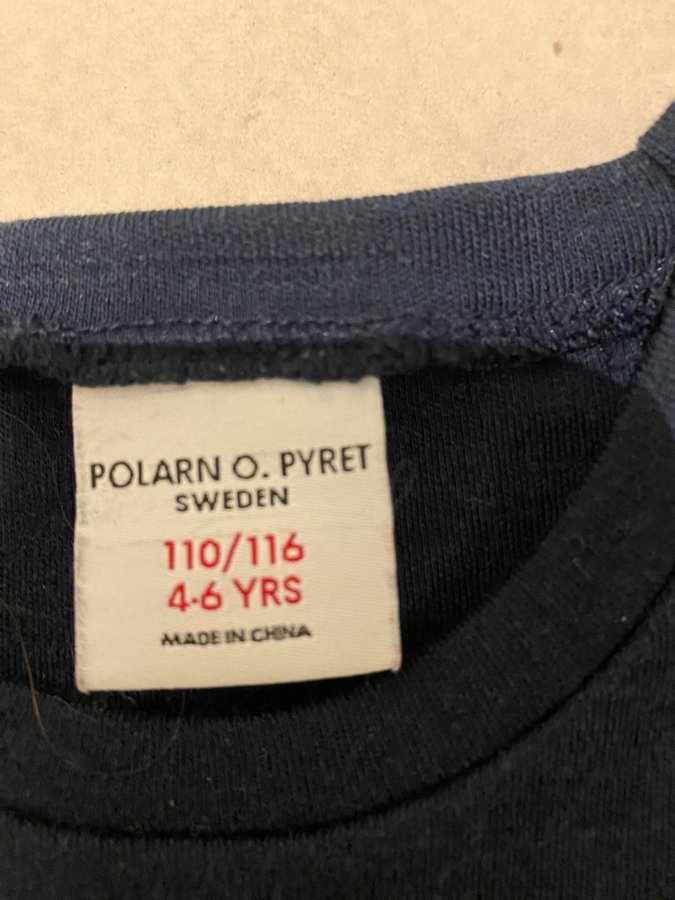 POLARN O. PYRET
SWEDEN
110/116
4-6 YRS
MADE IN CHINA